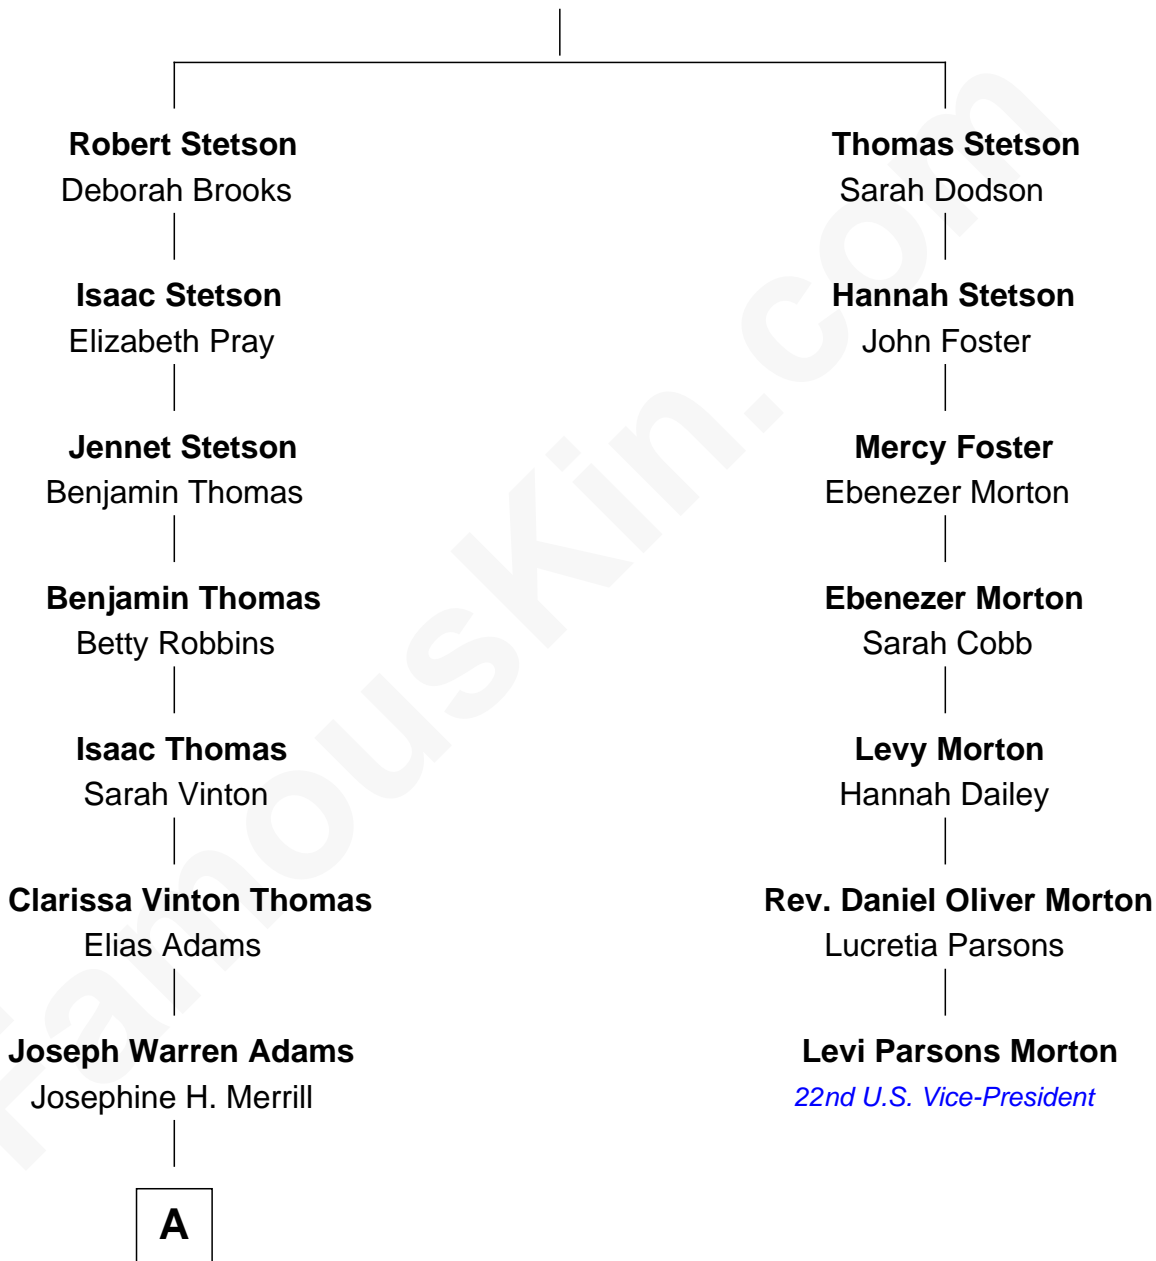 Robert Stetson
Deborah Brooks
Isaac Stetson
Elizabeth Pray
Jennet Stetson
Benjamin Thomas
Benjamin Thomas
Betty Robbins
Isaac Thomas
Sarah Vinton
Clarissa Vinton Thomas
Elias Adams
Joseph Warren Adams
Josephine H. Merrill
A
Thomas Stetson
Sarah Dodson
Hannah Stetson
John Foster
Mercy Foster
Ebenezer Morton
Ebenezer Morton
Sarah Cobb
Levy Morton
Hannah Dailey
Rev. Daniel Oliver Morton
Lucretia Parsons
Levi Parsons Morton
22nd U.S. Vice-President
FamousKin.com